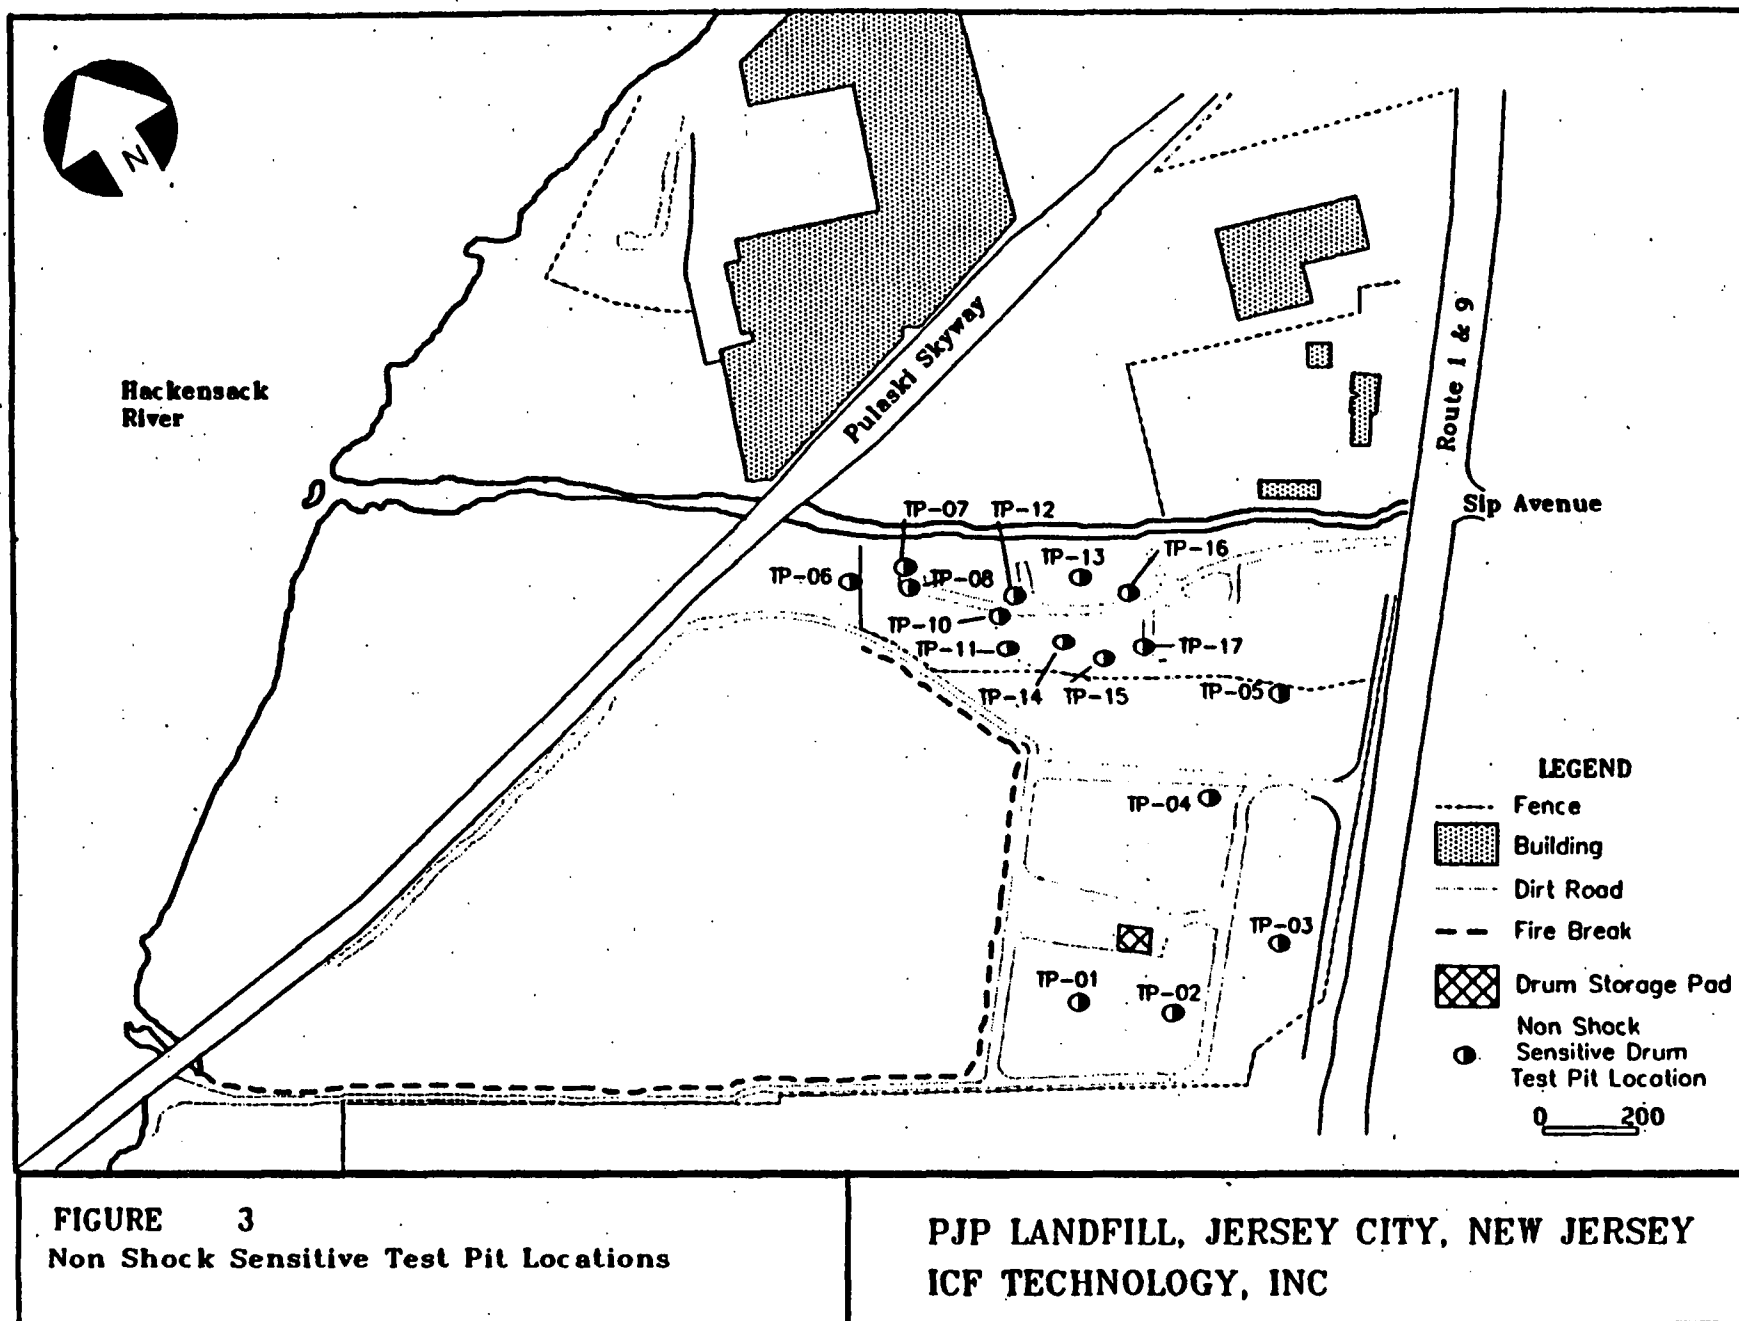 N
Hackensack
River
Pulaski Skyway
Route 1 & 9
Sip Avenue
TP-07
TP-12
TP-13
TP-16
TP-06
TP-08
TP-10
TP-11
TP-17
TP-14
TP-15
TP-05
TP-04
TP-03
TP-01
TP-02
LEGEND
Fence
Building
Dirt Road
Fire Break
Drum Storage Pad
Non Shock
Sensitive Drum
Test Pit Location
0 200
FIGURE 3
Non Shock Sensitive Test Pit Locations
PJP LANDFILL, JERSEY CITY, NEW JERSEY
ICF TECHNOLOGY, INC